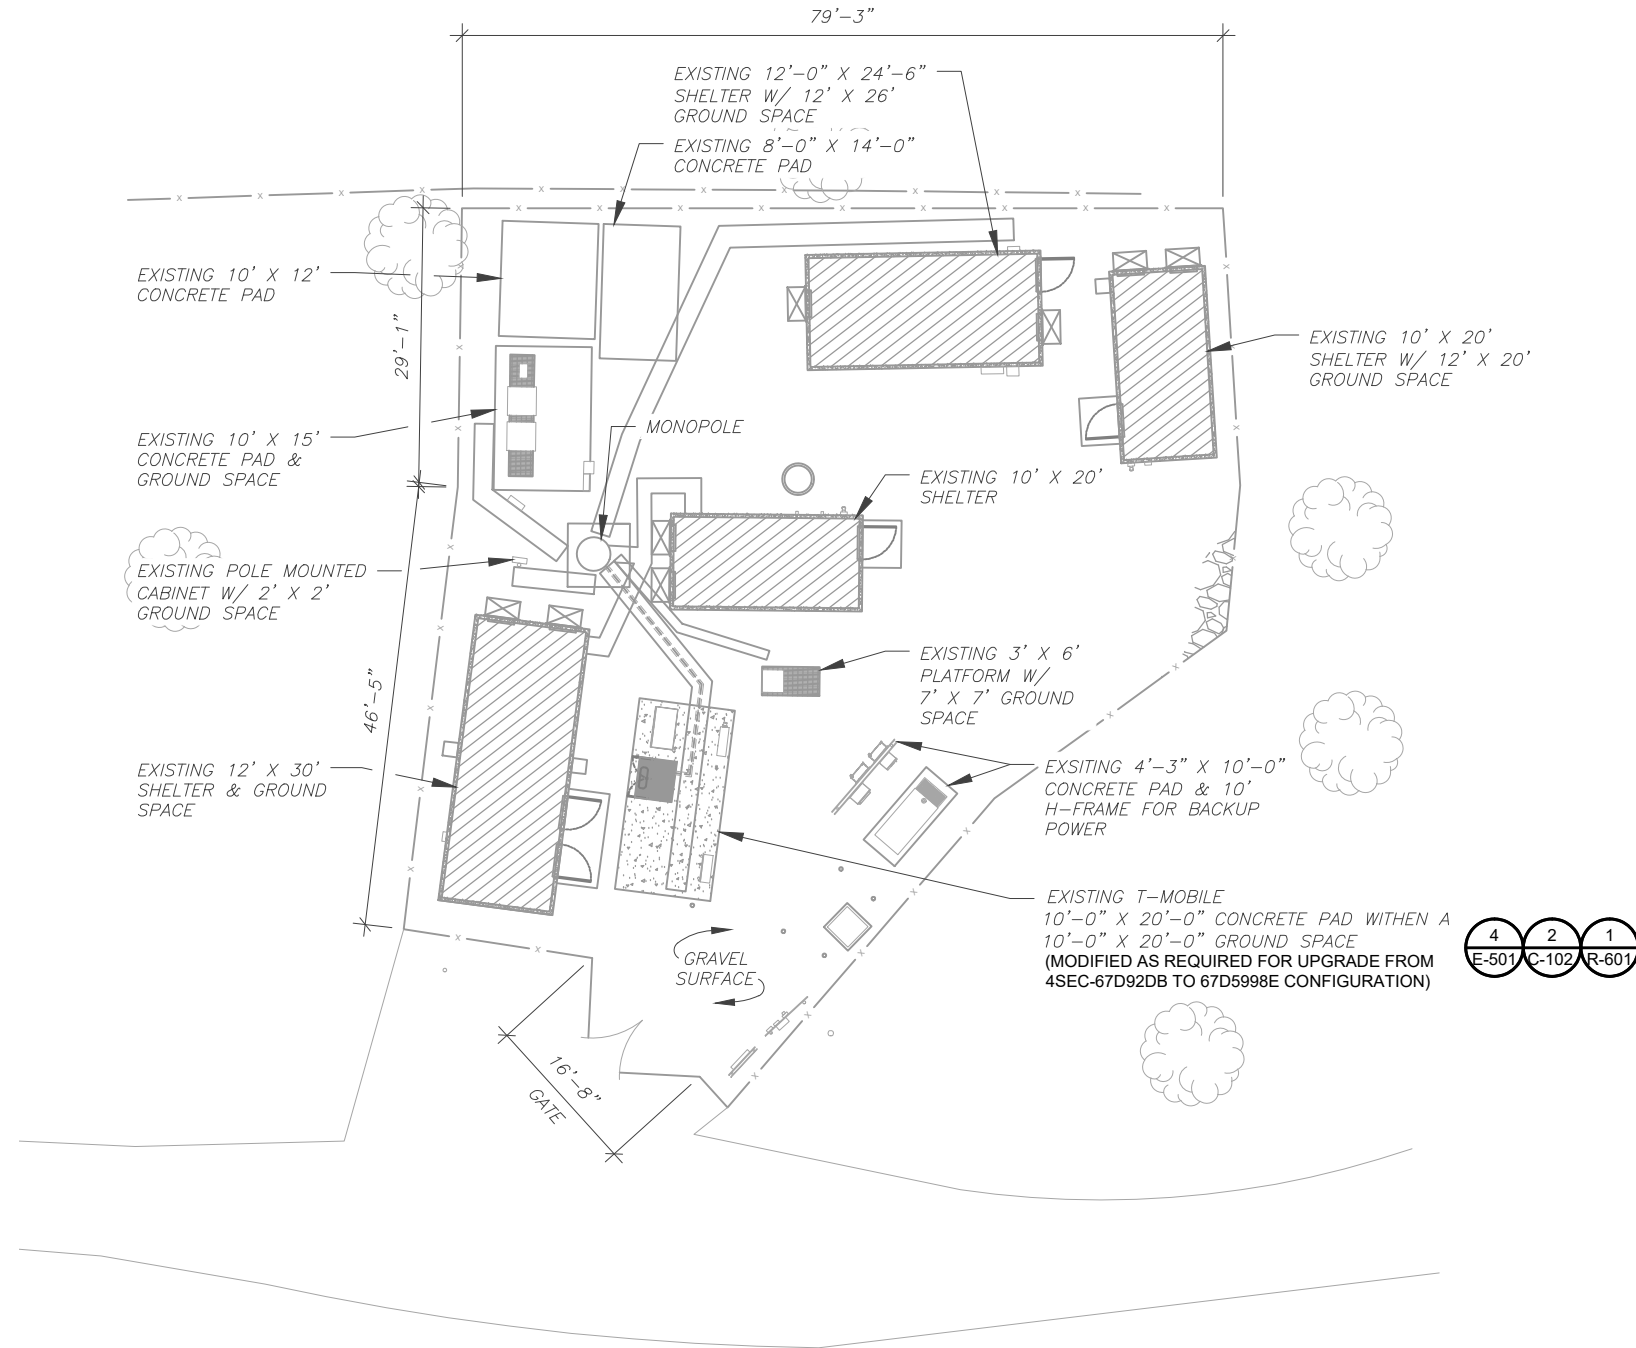 79'-3"
EXISTING 12'-0" X 24'-6"
SHELTER W/ 12' X 26'
GROUND SPACE
EXISTING 8'-0" X 14'-0"
CONCRETE PAD
EXISTING 10' X 12'
CONCRETE PAD
29'-1"
EXISTING 10' X 20'
SHELTER W/ 12' X 20'
GROUND SPACE
EXISTING 10' X 15'
CONCRETE PAD &
GROUND SPACE
MONOPOLE
EXISTING 10' X 20'
SHELTER
EXISTING POLE MOUNTED
CABINET W/ 2' X 2'
GROUND SPACE
EXISTING 3' X 6'
PLATFORM W/
7' X 7' GROUND
SPACE
46'-5"
EXISTING 12' X 30'
SHELTER & GROUND
SPACE
EXSITING 4'-3" X 10'-0"
CONCRETE PAD & 10'
H-FRAME FOR BACKUP
POWER
EXISTING T-MOBILE
10'-0" X 20'-0" CONCRETE PAD WITHEN A
10'-0" X 20'-0" GROUND SPACE
(MODIFIED AS REQUIRED FOR UPGRADE FROM
4SEC-67D92DB TO 67D5998E CONFIGURATION)
4 2 1
E-501 C-102 R-601
GRAVEL
SURFACE
16'-8"
GATE